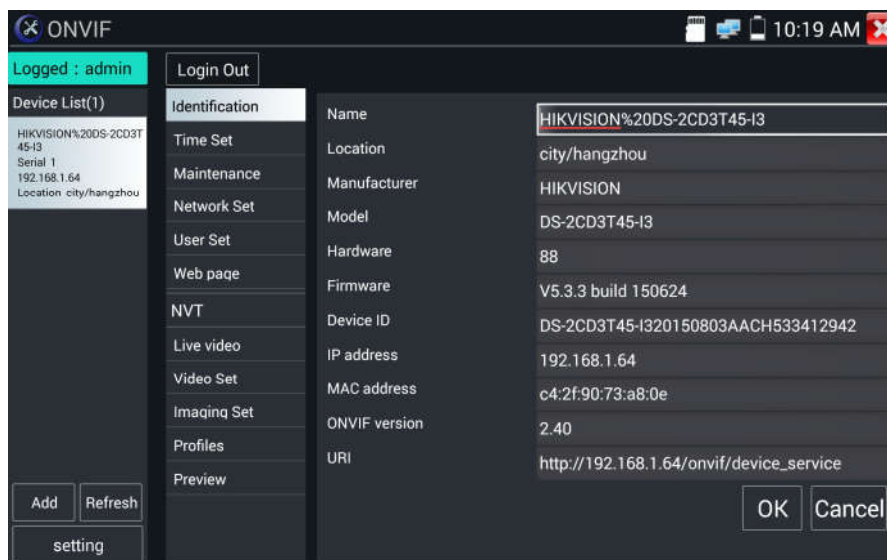 ONVIF
10:19 AM
Logged : admin
Login Out
Device List(1)
HIKVISION%20DS-2CD3T
45-I3
Serial 1
192.168.1.64
Location city/hangzhou
Identification
Time Set
Maintenance
Network Set
User Set
Web page
NVT
Live video
Video Set
Imaging Set
Profiles
Preview
Name HIKVISION%20DS-2CD3T45-I3
Location city/hangzhou
Manufacturer HIKVISION
Model DS-2CD3T45-I3
Hardware 88
Firmware V5.3.3 build 150624
Device ID DS-2CD3T45-I320150803AACH533412942
IP address 192.168.1.64
MAC address c4:2f:90:73:a8:0e
ONVIF version 2.40
URI http://192.168.1.64/onvif/device_service
Add Refresh
setting
OK Cancel